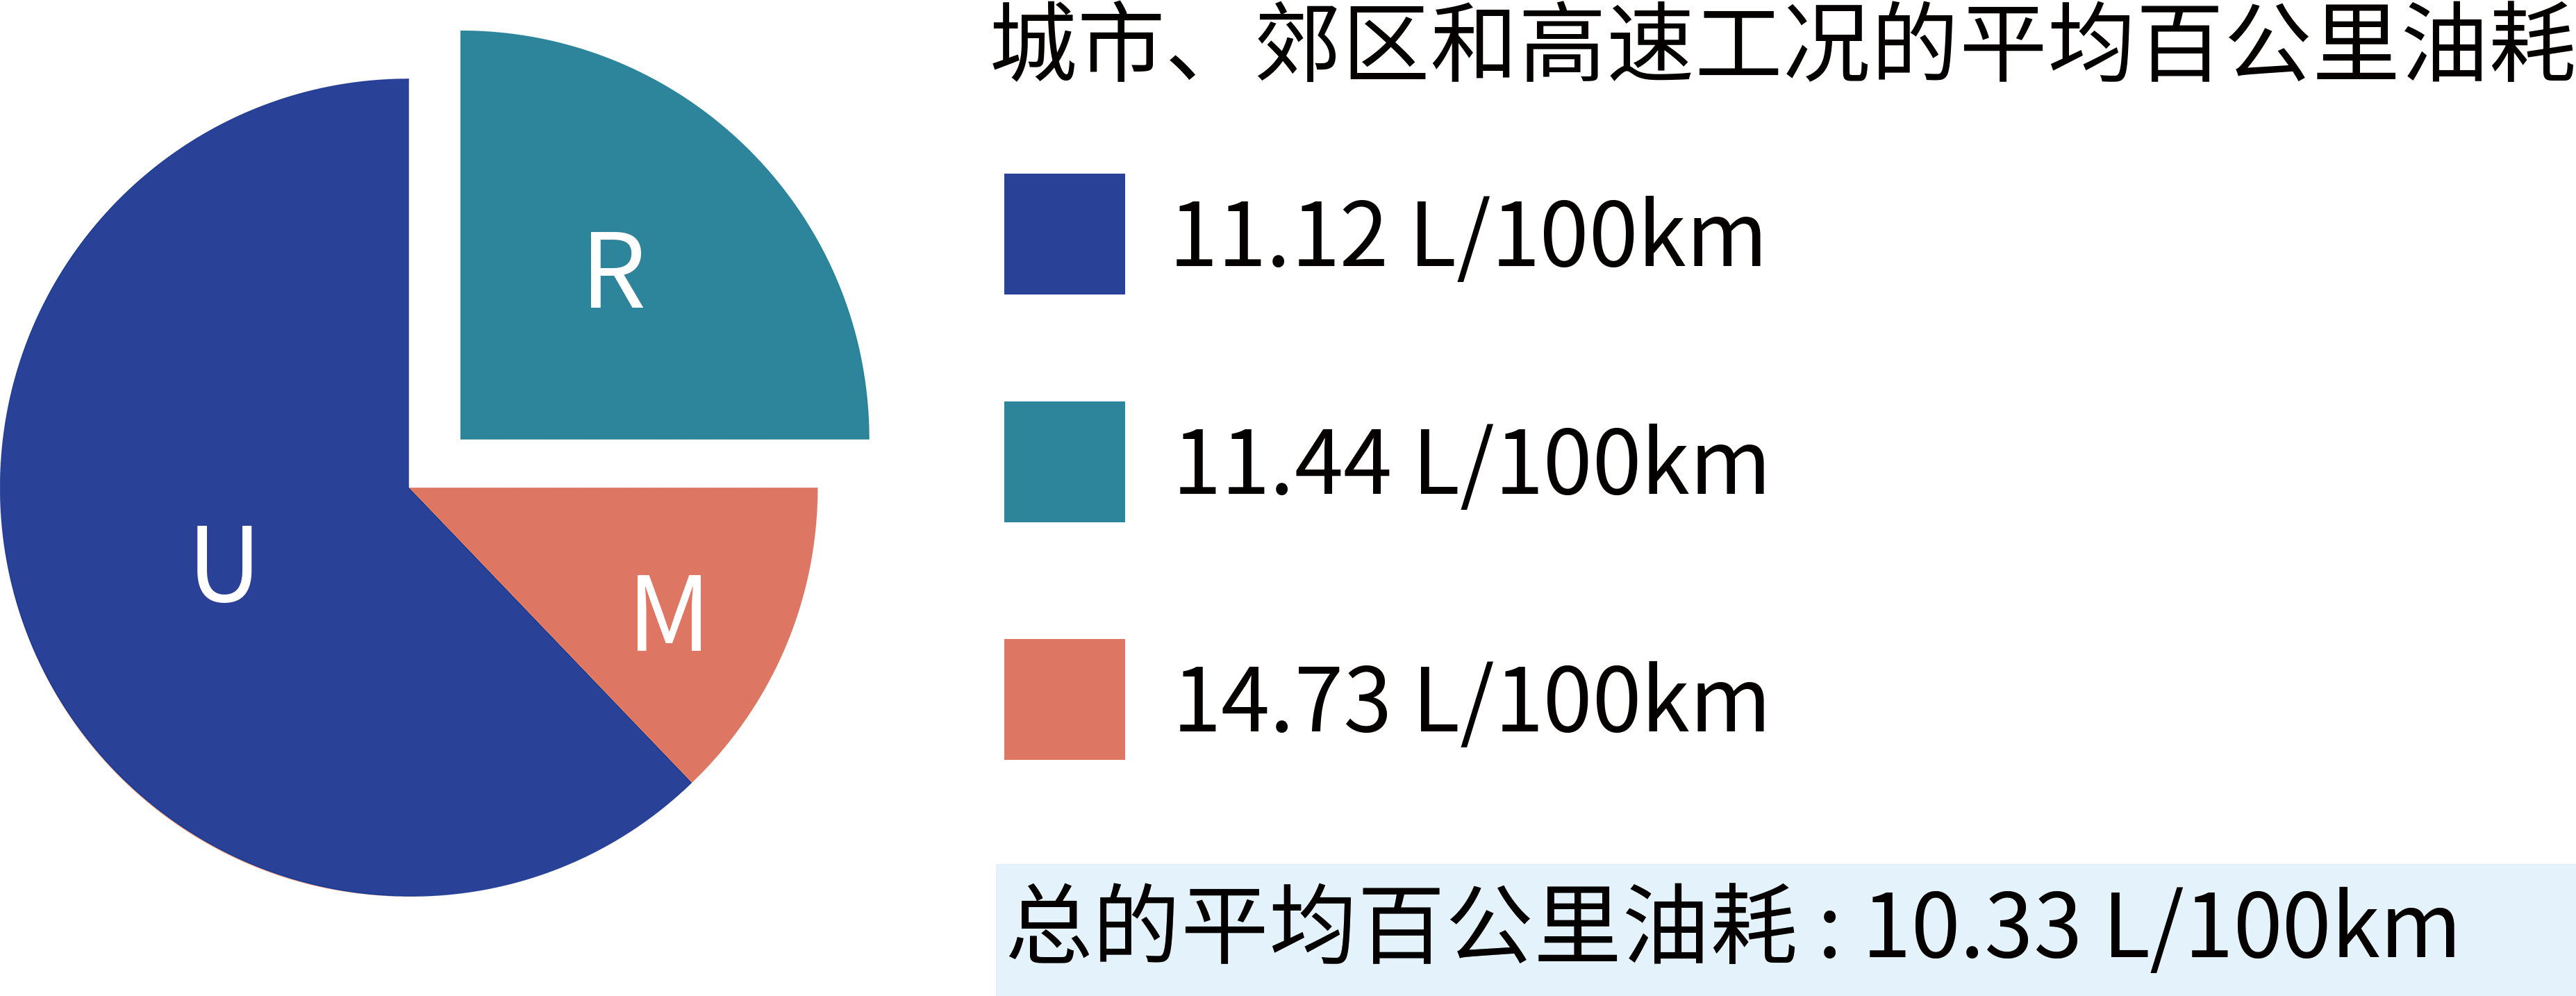 城市、郊区和高速工况的平均百公里油耗
R
11.12 L/100km
11.44 L/100km
U
M
14.73 L/100km
总的平均百公里油耗 : 10.33 L/100km